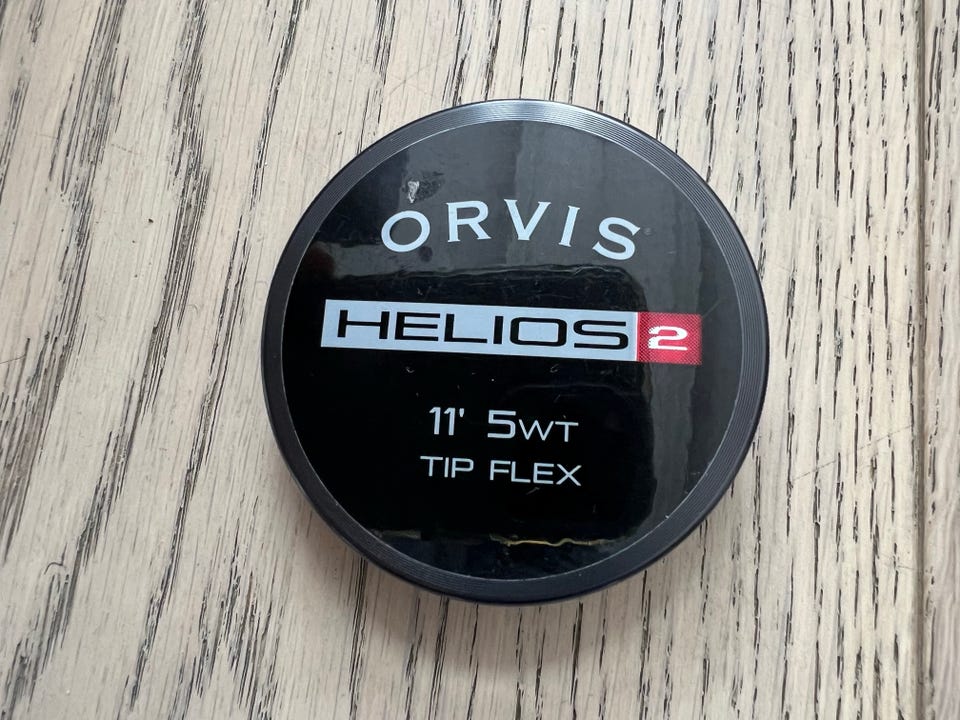 ORVIS
HELIOS 2
11' 5WT
TIP FLEX